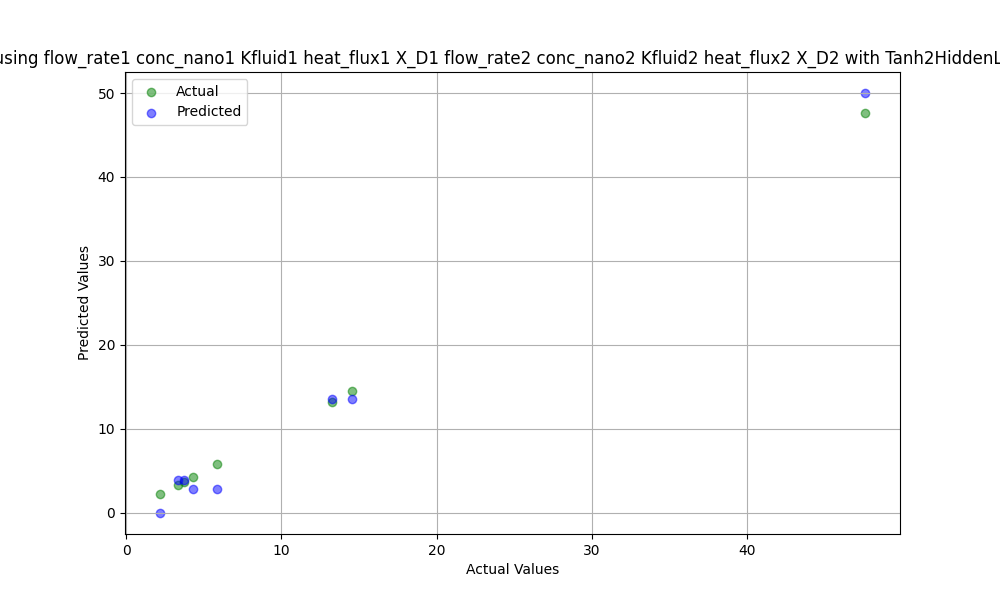 using flow_rate1 conc_nano1 Kfluid1 heat_flux1 X_D1 flow_rate2 conc_nano2 Kfluid2 heat_flux2 X_D2 with Tanh2HiddenL
Actual
Predicted
50
40
30
20
10
0
Predicted Values
0 10 20 30 40
Actual Values